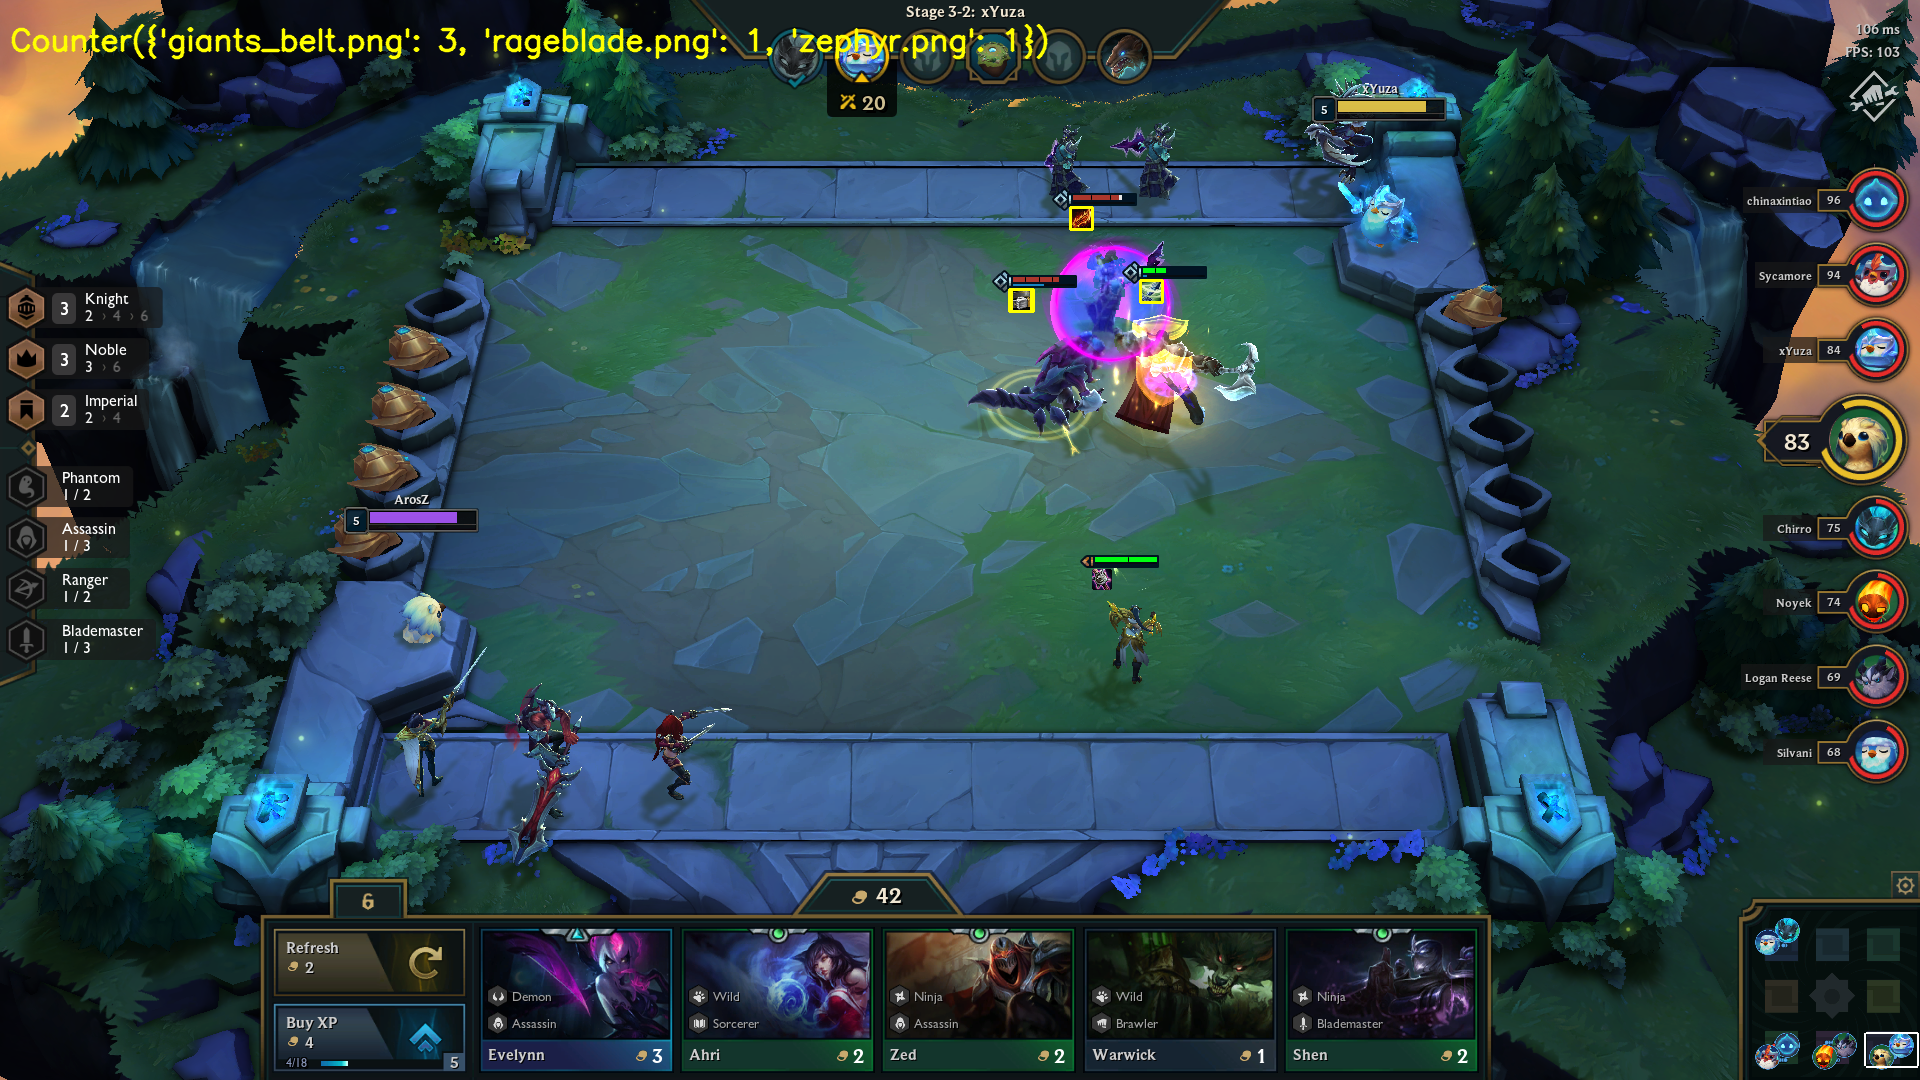 Stage 3-2: xYuza
Counter({'giants_belt.png': 3, 'rageblade.png': 1, 'zephyr.png': 1})
106 ms
FPS: 103
20
xYuza
5
chinaxintiao 96
Sycamore 94
xYuza 84
83
Chirro 75
Noyek 74
Logan Reese 69
Silvani 68
3 Knight
2 › 4 › 6
3 Noble
3 › 6
2 Imperial
2 › 4
Phantom
1 / 2
Assassin
1 / 3
Ranger
1 / 2
Blademaster
1 / 3
ArosZ
5
6
42
Refresh
2
Buy XP
4
4/18
5
Demon
Assassin
Evelynn 3
Wild
Sorcerer
Ahri 2
Ninja
Assassin
Zed 2
Wild
Brawler
Warwick 1
Ninja
Blademaster
Shen 2